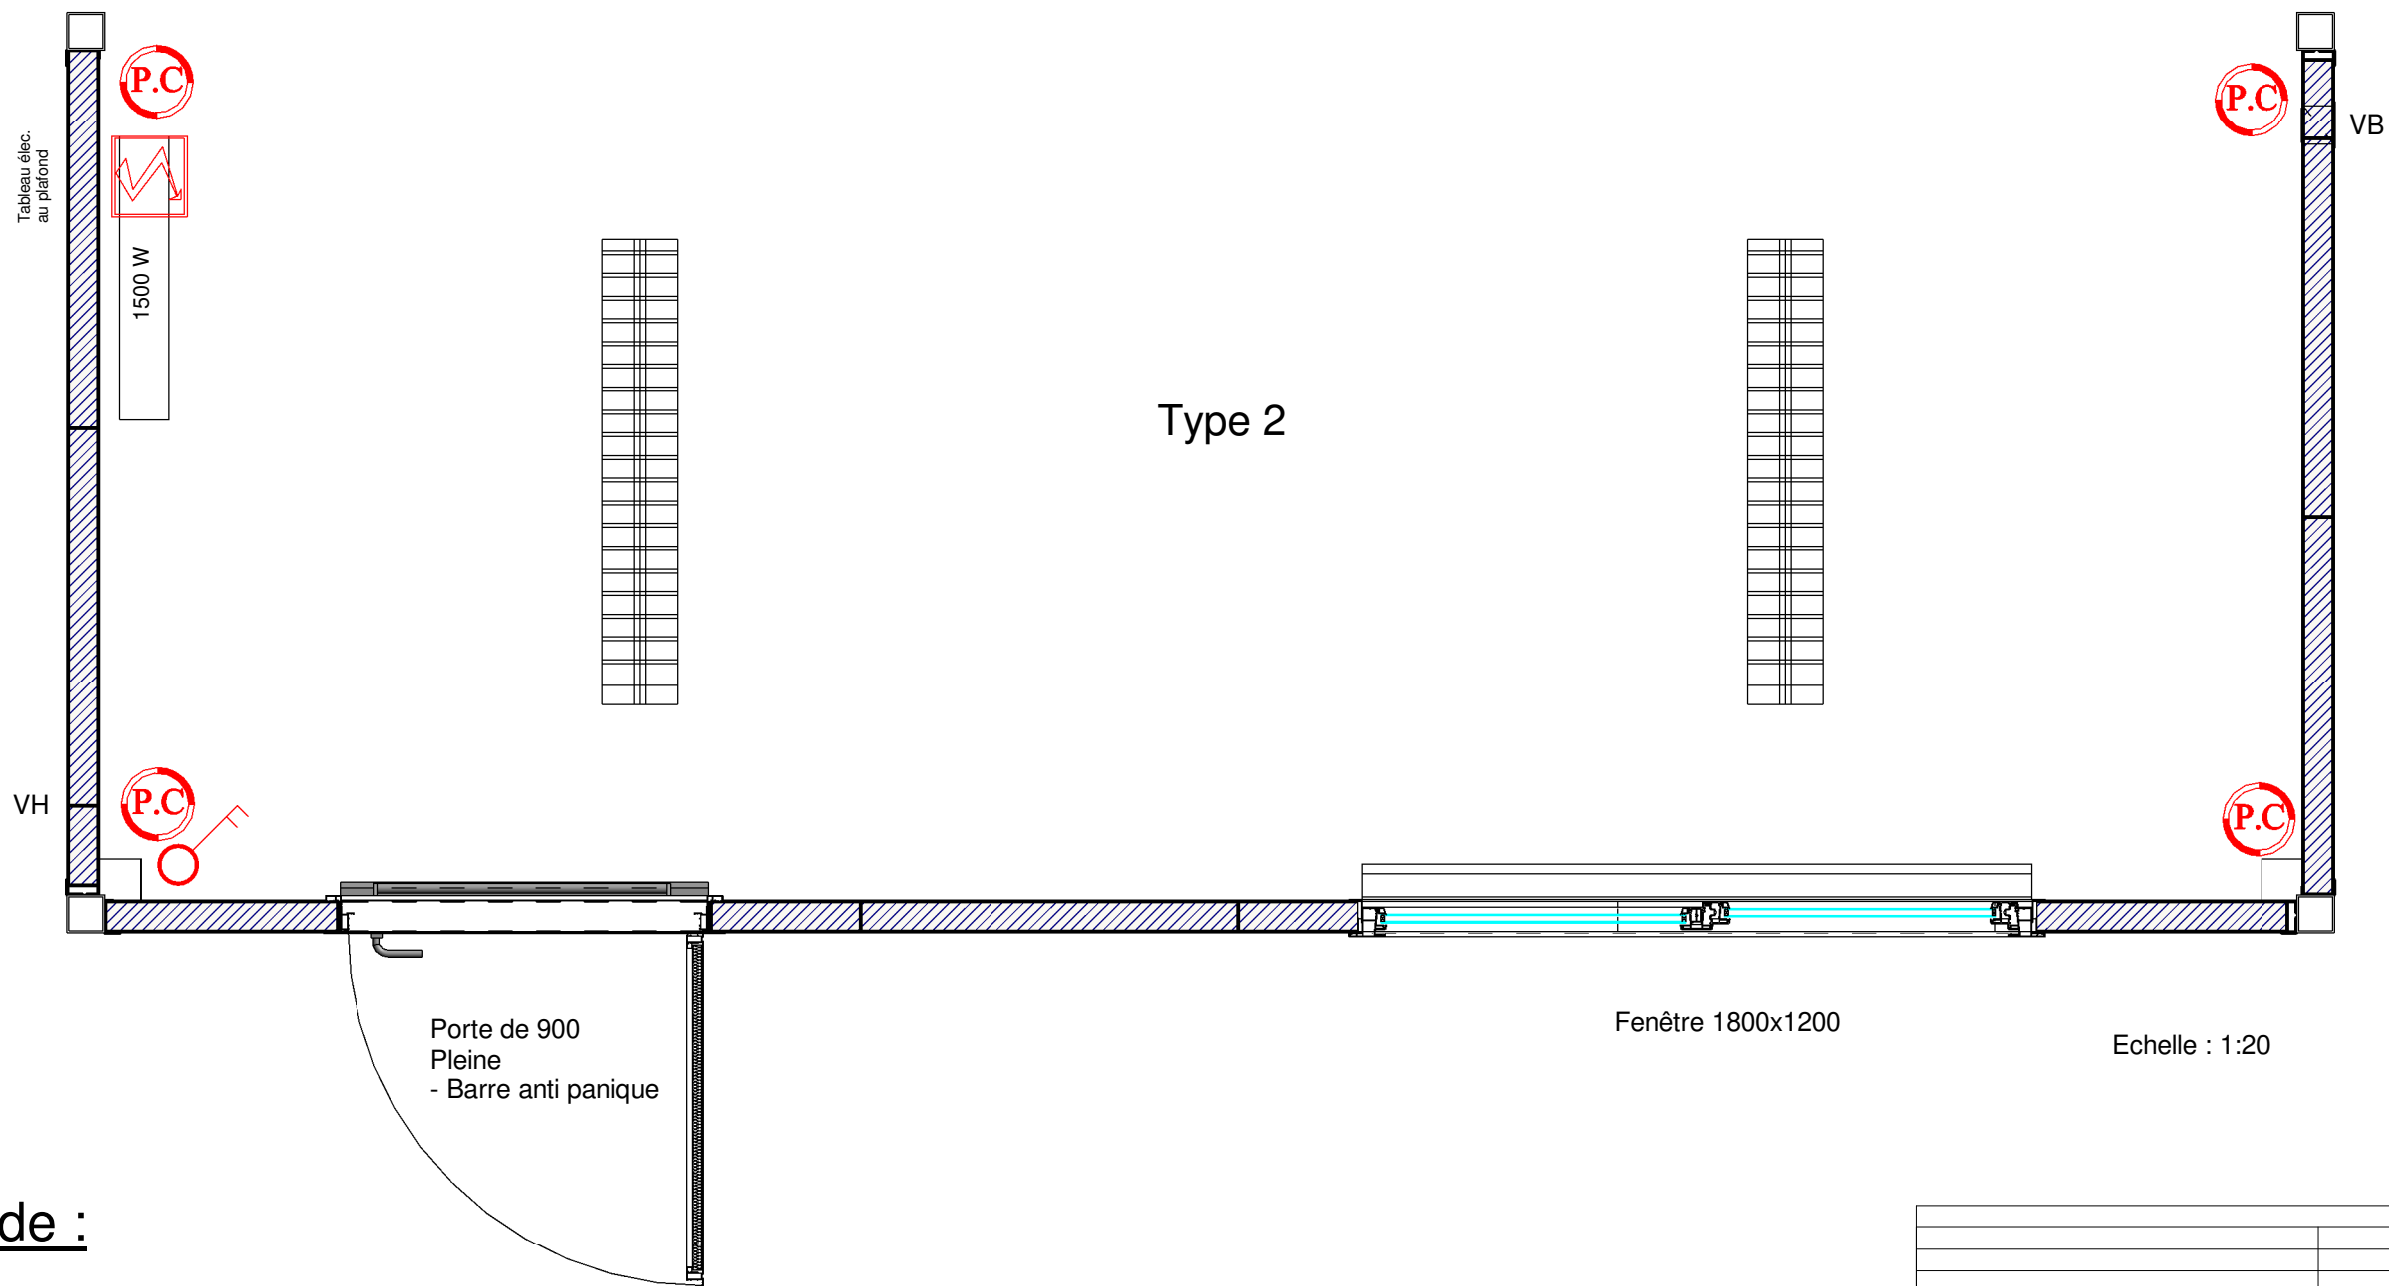 P.C
P.C
VB
Tableau élec.
au plafond
1500 W
Type 2
VH
P.C
P.C
Porte de 900
Pleine
- Barre anti panique
Fenêtre 1800x1200
Echelle : 1:20
de :